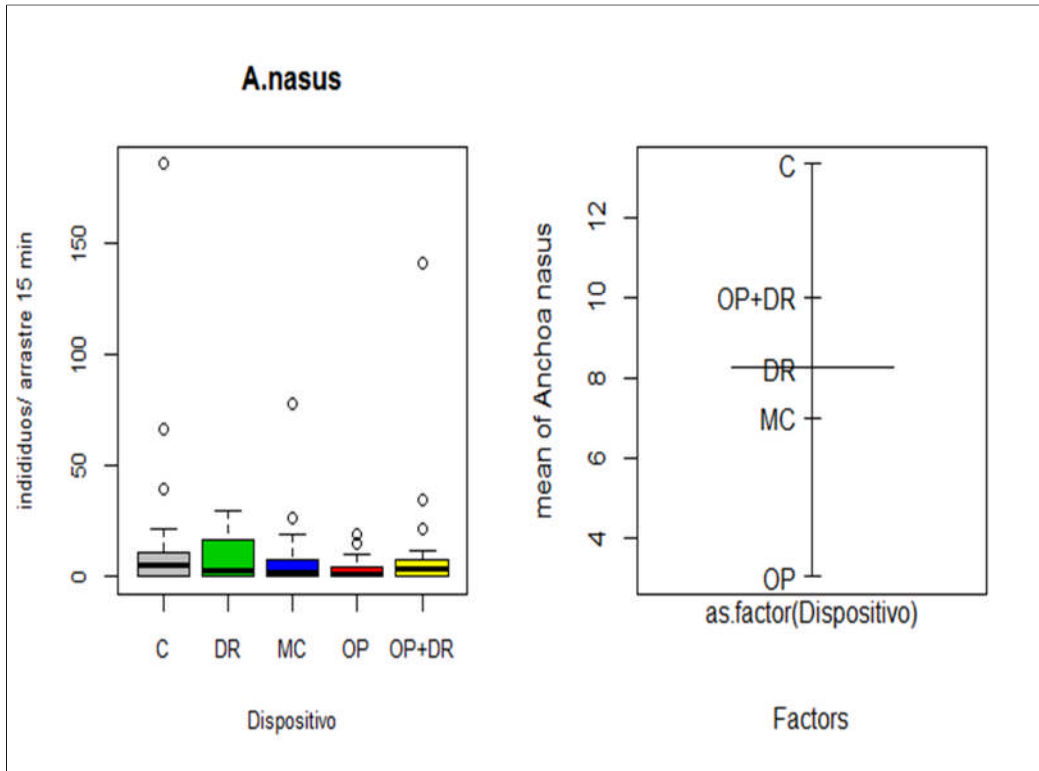 A.nasus
indididuos/ arrastre 15 min
150
100
50
0
C DR MC OP OP+DR
Dispositivo
mean of Anchoa nasus
12
10
8
6
4
C
OP+DR
DR
MC
OP
as.factor(Dispositivo)
Factors